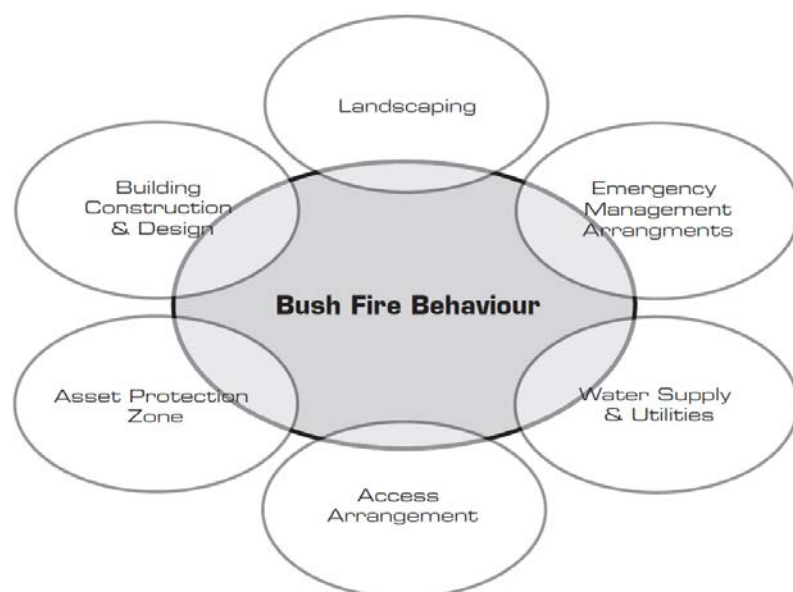 Landscaping
Building
Construction
& Design
Emergency
Management
Arrangments
Bush Fire Behaviour
Asset Protection
Zone
Water Supply
& Utilities
Access
Arrangement